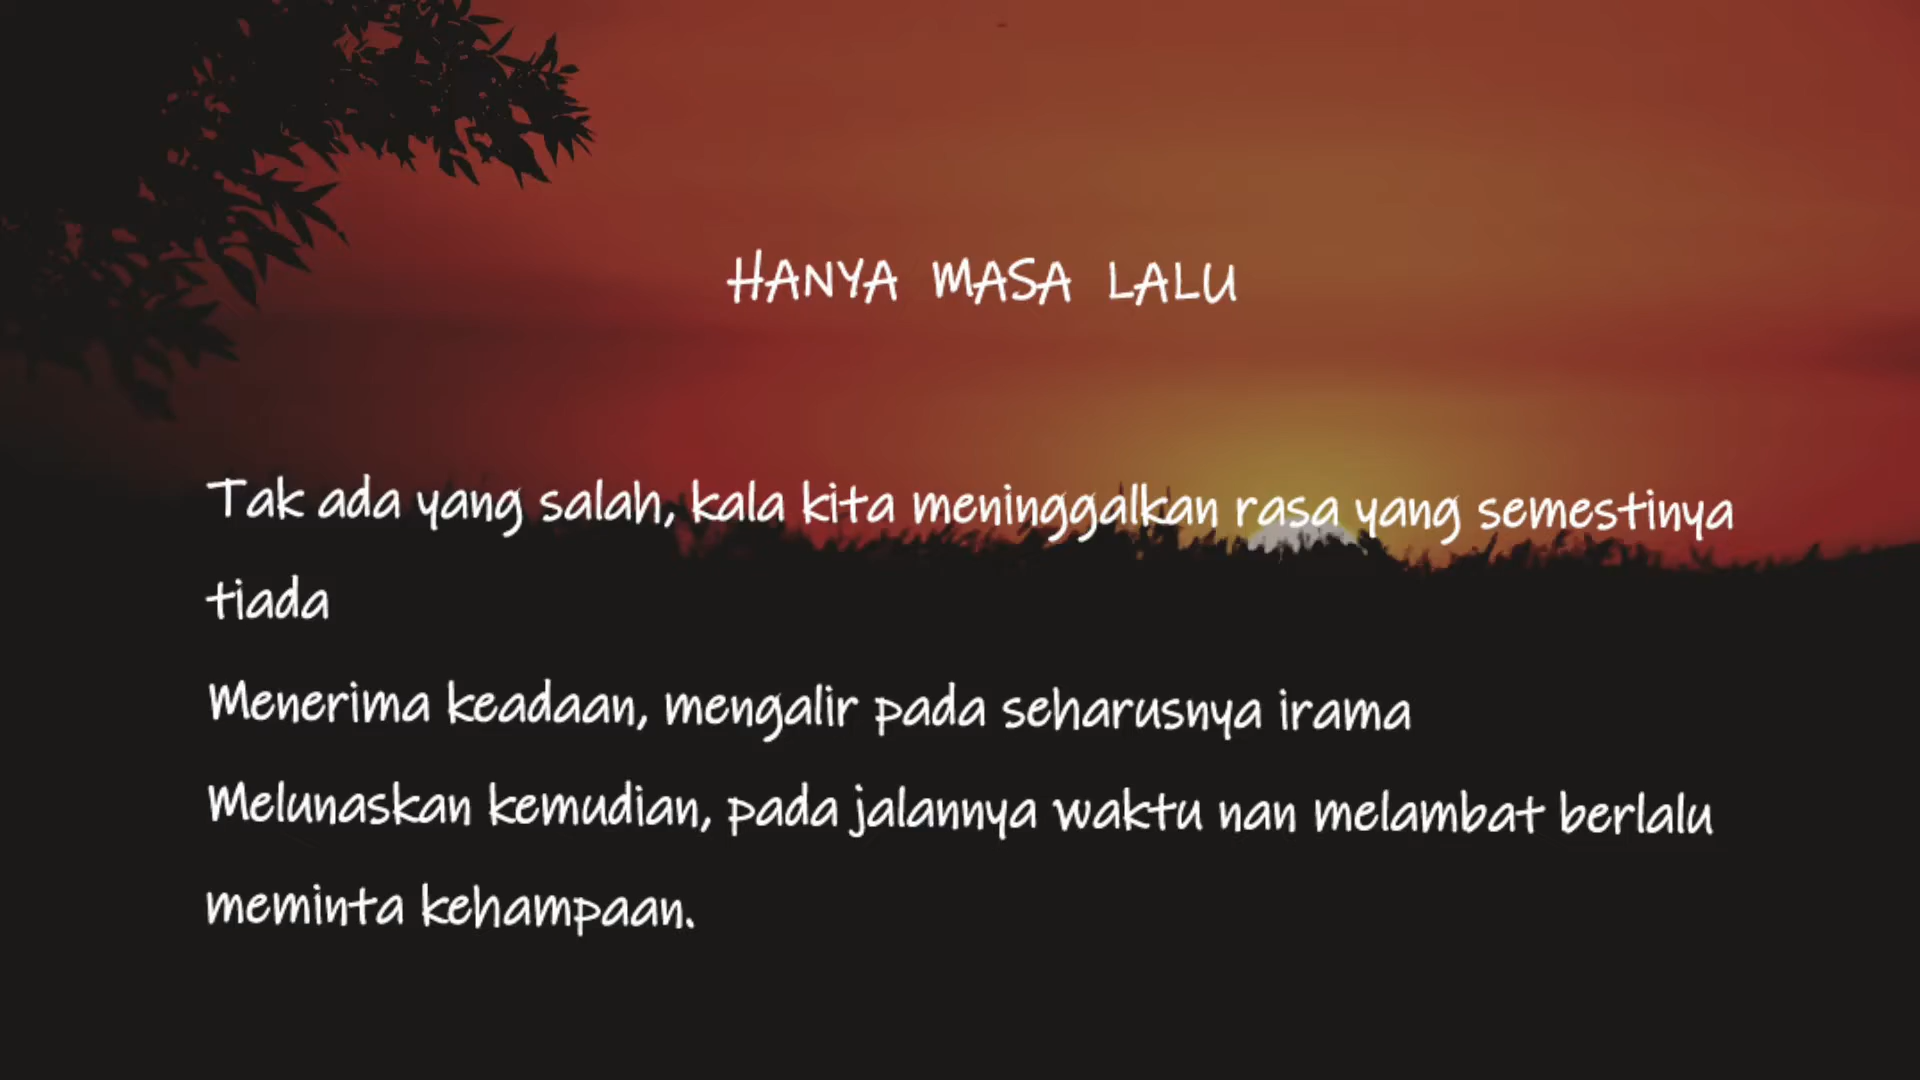 HANYA MASA LALU
Tak ada yang salah, kala kita meninggalkan rasa yang semestinya
tiada
Menerima keadaan, mengalir pada seharusnya irama
Melunaskan kemudian, pada jalannya waktu nan melambat berlalu
meminta kehampaan.